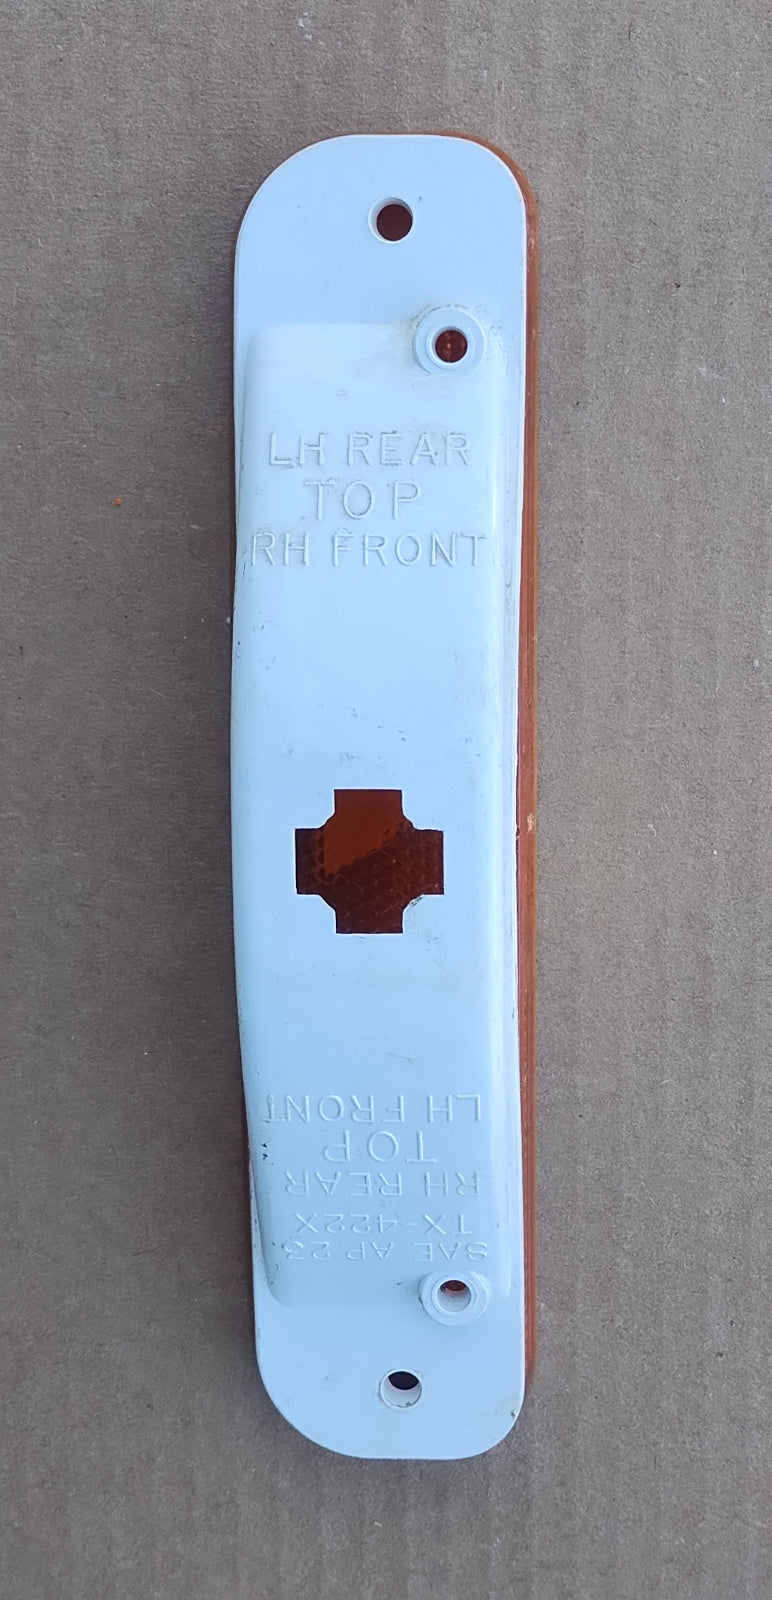 LH REAR
TOP
RH FRONT
SAE AP 23
TX-422X
RH REAR
TOP
LH FRONT